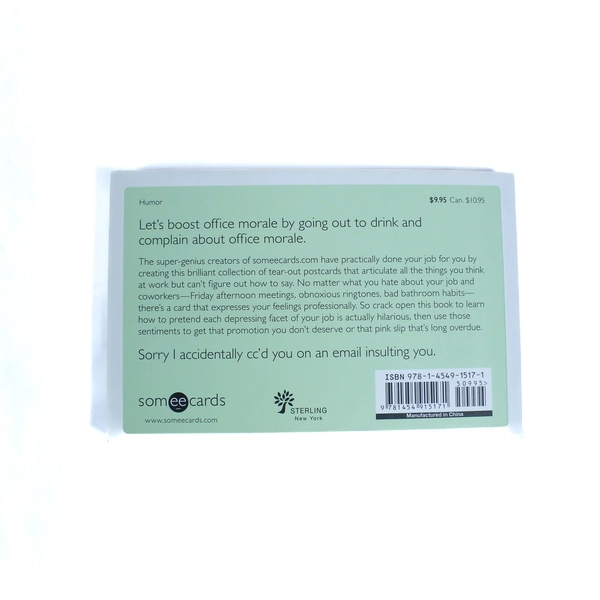 Humor
$9.95 Can. $10.95
Let's boost office morale by going out to drink and
complain about office morale.
The super-genius creators of someecards.com have practically done your job for you by
creating this brilliant collection of tear-out postcards that articulate all the things you think
at work but can't figure out how to say. No matter what you hate about your job and
coworkers—Friday afternoon meetings, obnoxious ringtones, bad bathroom habits—
there's a card that expresses your feelings professionally. So crack open this book to learn
how to pretend each depressing facet of your job is actually hilarious, then use those
sentiments to get that promotion you don't deserve or that pink slip that's long overdue.
Sorry I accidentally cc'd you on an email insulting you.
someecards
www.someecards.com
STERLING
New York
ISBN 978-1-4549-1517-1
50995>
9 781454 915171
Manufactured in China